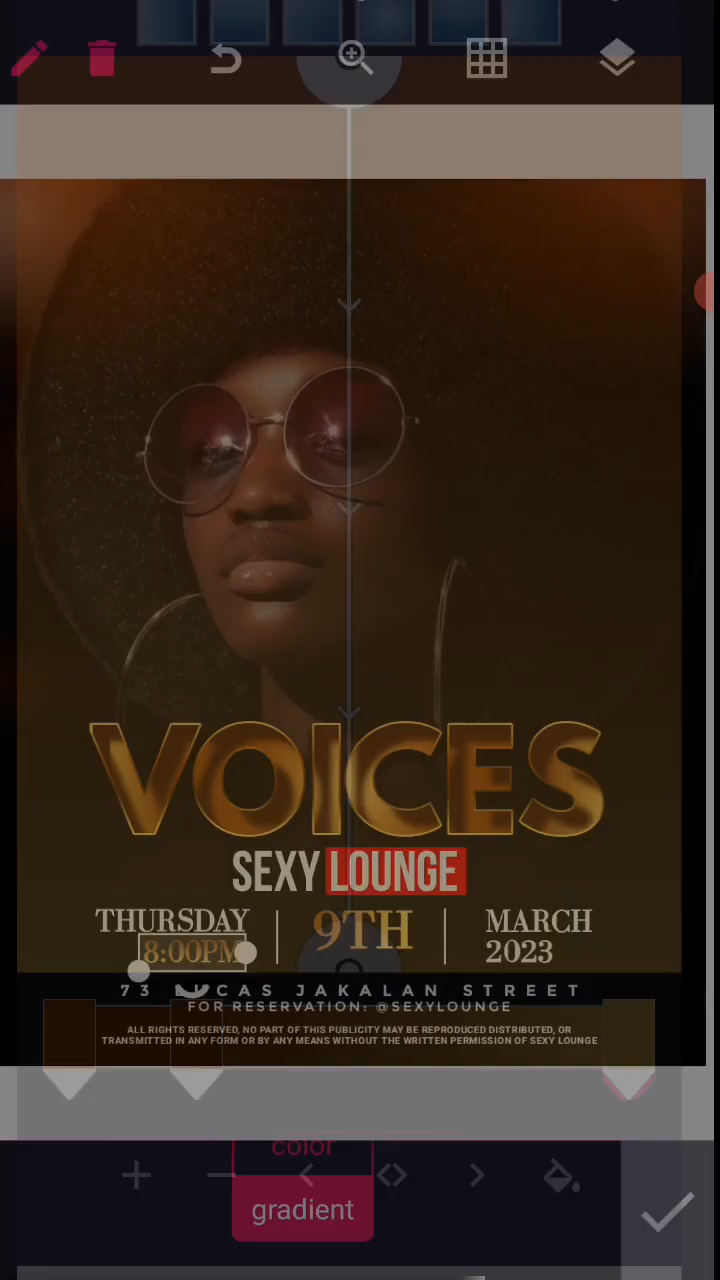 VOICES
SEXY LOUNGE
THURSDAY
8:00PM
9TH
MARCH
2023
73 LUCAS JAKALAN STREET
FOR RESERVATION: @SEXYLOUNGE
ALL RIGHTS RESERVED, NO PART OF THIS PUBLICITY MAY BE REPRODUCED DISTRIBUTED, OR
TRANSMITTED IN ANY FORM OR BY ANY MEANS WITHOUT THE WRITTEN PERMISSION OF SEXY LOUNGE
color
gradient